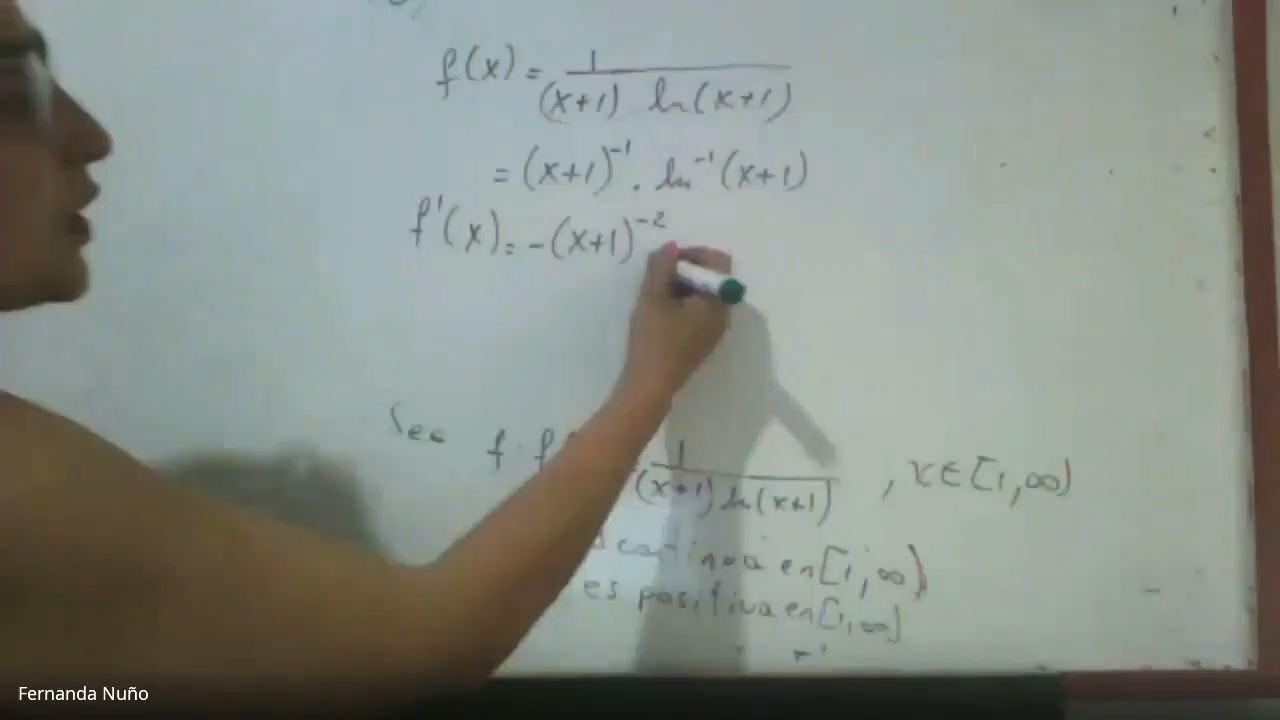 f(x) = 1 / (x+1) ln(x+1)
= (x+1)⁻¹ · ln⁻¹(x+1)
f'(x) = -(x+1)⁻²
Sea f 1 / (x+1) ln(x+1) , x ∈ [1, ∞)
continua en [1, ∞)
es positiva en [1, ∞)
Fernanda Nuño